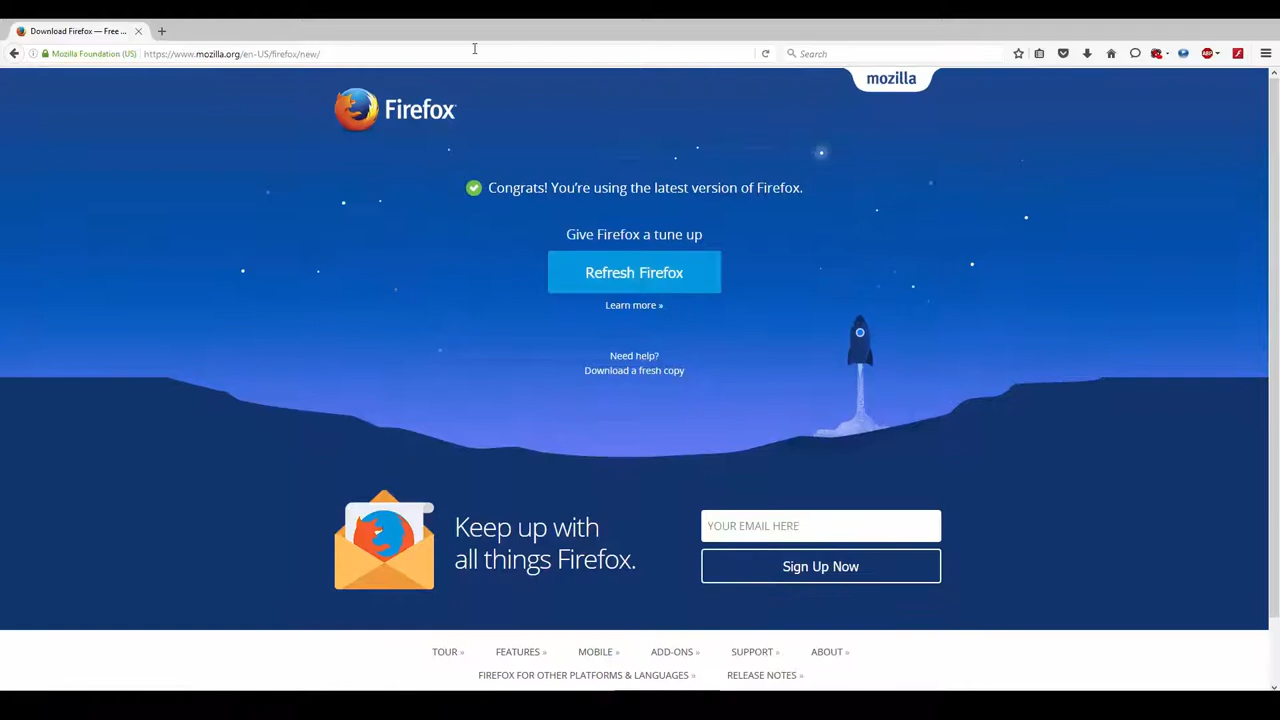 Download Firefox — Free ...
Mozilla Foundation (US) https://www.mozilla.org/en-US/firefox/new/
Search
ABP
mozilla
Firefox
Congrats! You're using the latest version of Firefox.
Give Firefox a tune up
Refresh Firefox
Learn more »
Need help?
Download a fresh copy
Keep up with
all things Firefox.
YOUR EMAIL HERE
Sign Up Now
TOUR » FEATURES » MOBILE » ADD-ONS » SUPPORT » ABOUT »
FIREFOX FOR OTHER PLATFORMS & LANGUAGES » RELEASE NOTES »